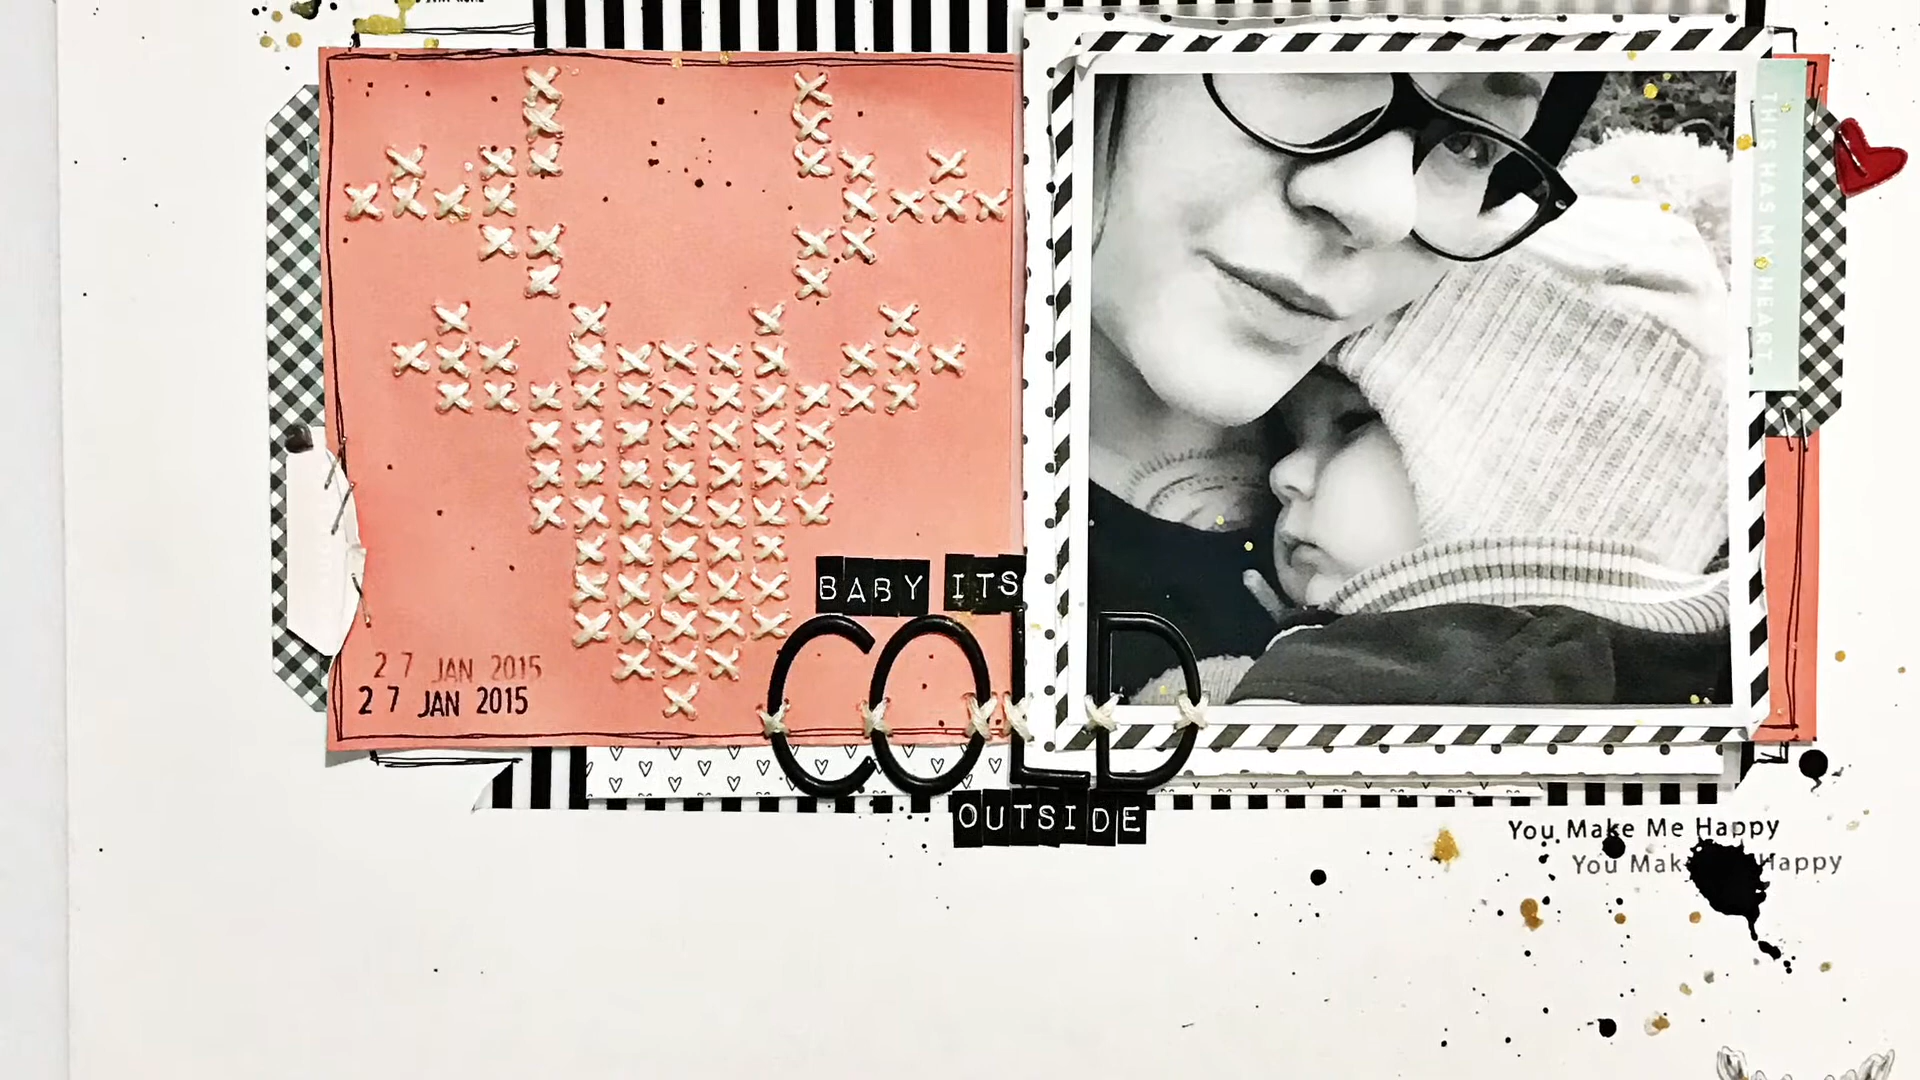 THIS HAS MY HEART
BABY ITS
COLD
OUTSIDE
27 JAN 2015
27 JAN 2015
You Make Me Happy
You Mak Happy